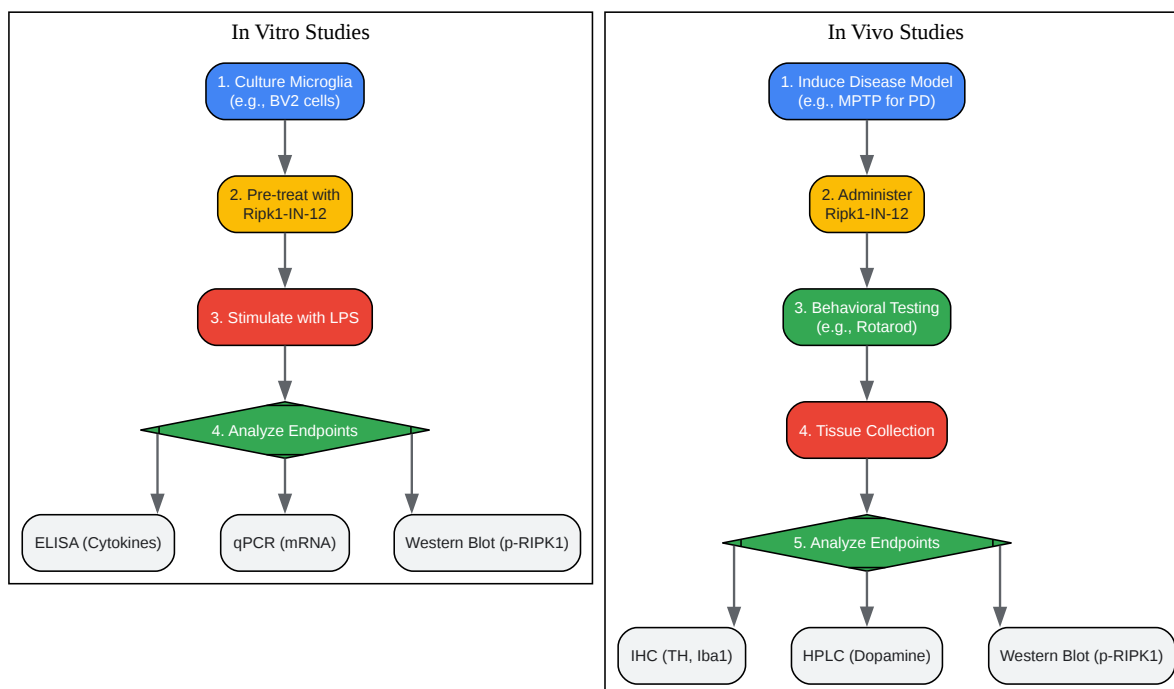 In Vitro Studies
1. Culture Microglia
(e.g., BV2 cells)
2. Pre-treat with
Ripk1-IN-12
3. Stimulate with LPS
4. Analyze Endpoints
ELISA (Cytokines)
qPCR (mRNA)
Western Blot (p-RIPK1)
In Vivo Studies
1. Induce Disease Model
(e.g., MPTP for PD)
2. Administer
Ripk1-IN-12
3. Behavioral Testing
(e.g., Rotarod)
4. Tissue Collection
5. Analyze Endpoints
IHC (TH, Iba1)
HPLC (Dopamine)
Western Blot (p-RIPK1)